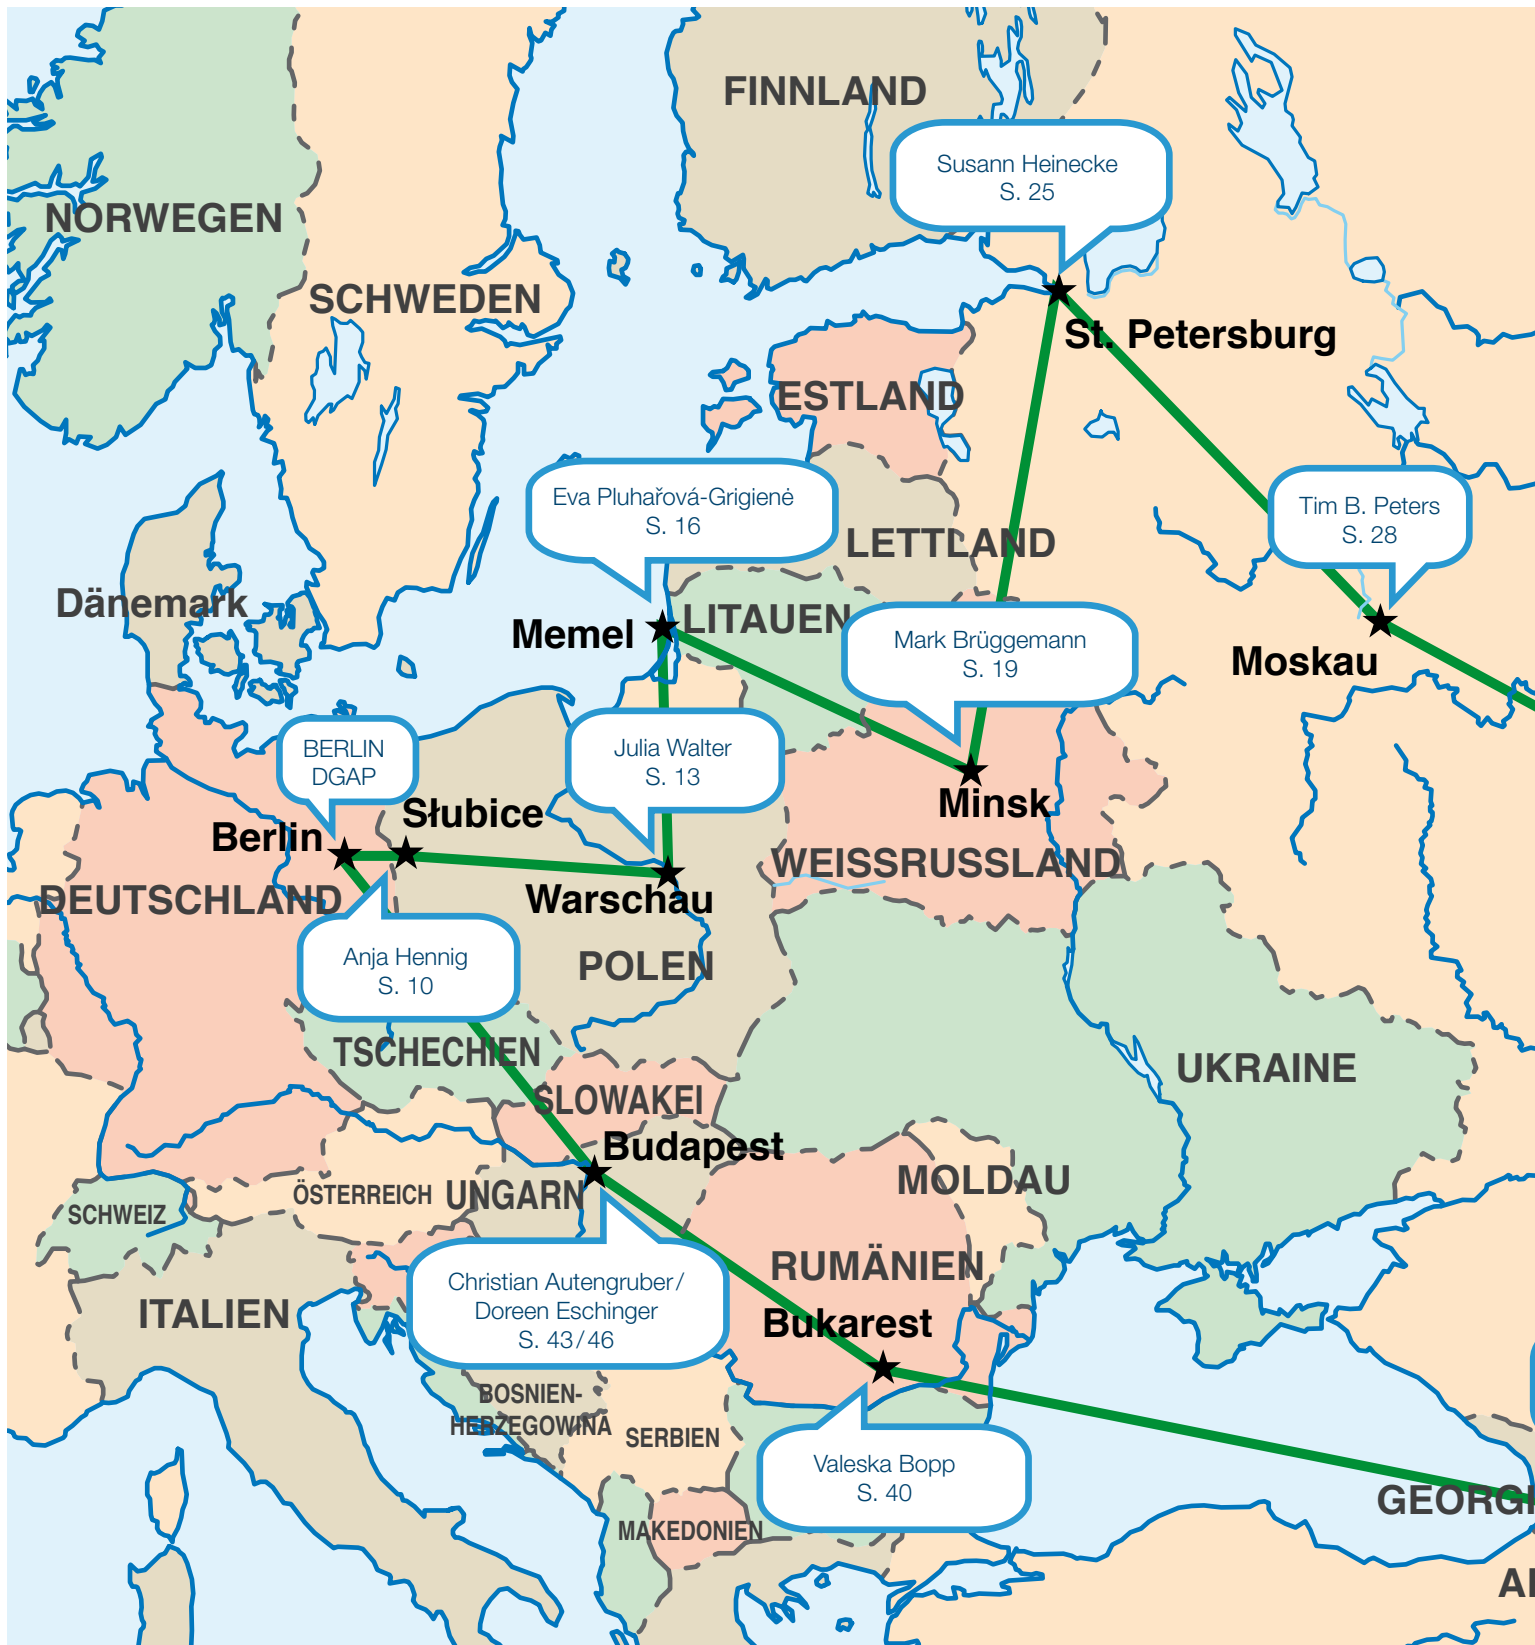 FINNLAND
Susann Heinecke
S. 25
NORWEGEN
SCHWEDEN
St. Petersburg
ESTLAND
Eva Pluhařová-Grigienė
S. 16
Tim B. Peters
S. 28
LETTLAND
Dänemark
Memel
LITAUEN
Mark Brüggemann
S. 19
Moskau
BERLIN
DGAP
Julia Walter
S. 13
Minsk
Słubice
Berlin
WEISSRUSSLAND
DEUTSCHLAND
Warschau
Anja Hennig
S. 10
POLEN
TSCHECHIEN
UKRAINE
SLOWAKEI
Budapest
MOLDAU
ÖSTERREICH
UNGARN
SCHWEIZ
RUMÄNIEN
Christian Autengruber/
Doreen Eschinger
S. 43/46
ITALIEN
Bukarest
BOSNIEN-
HERZEGOWINA
SERBIEN
Valeska Bopp
S. 40
GEORGI
MAKEDONIEN